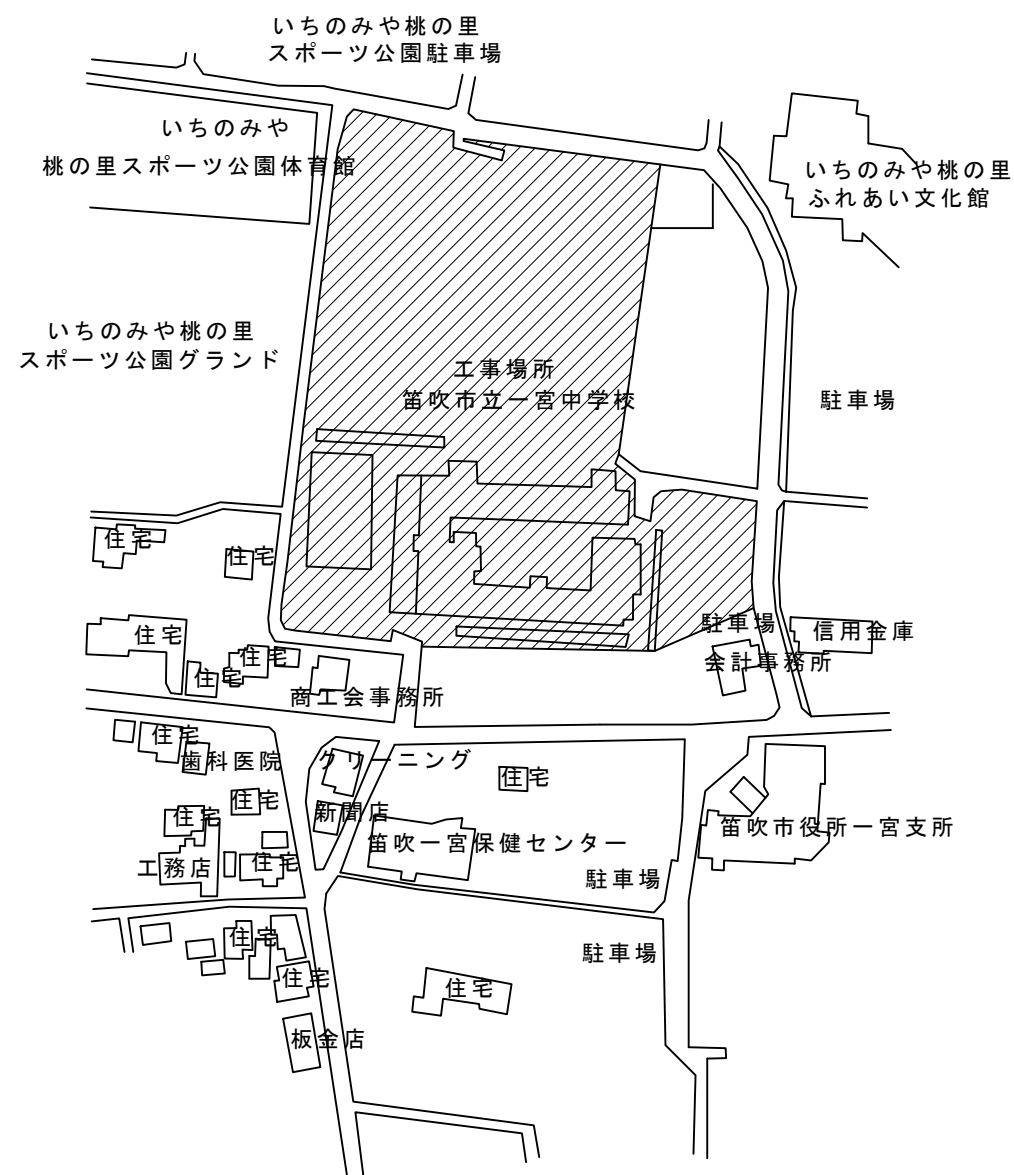 いちのみや桃の里
スポーツ公園駐車場
いちのみや
桃の里スポーツ公園体育館
いちのみや桃の里
ふれあい文化館
いちのみや桃の里
スポーツ公園グランド
工事場所
笛吹市立一宮中学校
駐車場
住宅
住宅
駐車場
信用金庫
住宅
住宅
会計事務所
住宅
商工会事務所
住宅
歯科医院
クリーニング
住宅
住宅
新聞店
住宅
笛吹市役所一宮支所
笛吹一宮保健センター
工務店
住宅
駐車場
住宅
駐車場
住宅
住宅
板金店